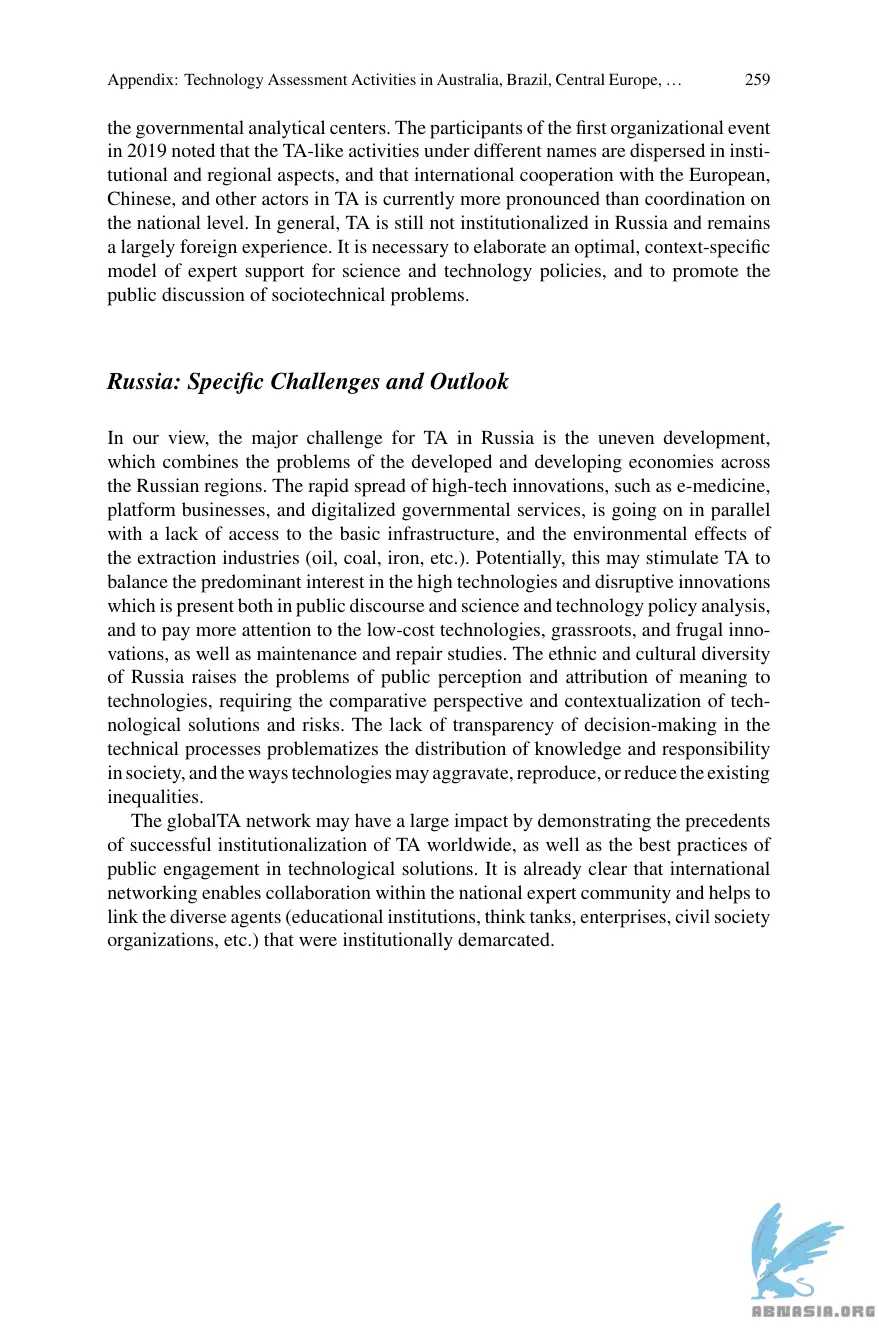 Appendix: Technology Assessment Activities in Australia, Brazil, Central Europe, … 259
the governmental analytical centers. The participants of the first organizational event
in 2019 noted that the TA-like activities under different names are dispersed in insti-
tutional and regional aspects, and that international cooperation with the European,
Chinese, and other actors in TA is currently more pronounced than coordination on
the national level. In general, TA is still not institutionalized in Russia and remains
a largely foreign experience. It is necessary to elaborate an optimal, context-specific
model of expert support for science and technology policies, and to promote the
public discussion of sociotechnical problems.
Russia: Specific Challenges and Outlook
In our view, the major challenge for TA in Russia is the uneven development,
which combines the problems of the developed and developing economies across
the Russian regions. The rapid spread of high-tech innovations, such as e-medicine,
platform businesses, and digitalized governmental services, is going on in parallel
with a lack of access to the basic infrastructure, and the environmental effects of
the extraction industries (oil, coal, iron, etc.). Potentially, this may stimulate TA to
balance the predominant interest in the high technologies and disruptive innovations
which is present both in public discourse and science and technology policy analysis,
and to pay more attention to the low-cost technologies, grassroots, and frugal inno-
vations, as well as maintenance and repair studies. The ethnic and cultural diversity
of Russia raises the problems of public perception and attribution of meaning to
technologies, requiring the comparative perspective and contextualization of tech-
nological solutions and risks. The lack of transparency of decision-making in the
technical processes problematizes the distribution of knowledge and responsibility
in society, and the ways technologies may aggravate, reproduce, or reduce the existing
inequalities.
The globalTA network may have a large impact by demonstrating the precedents
of successful institutionalization of TA worldwide, as well as the best practices of
public engagement in technological solutions. It is already clear that international
networking enables collaboration within the national expert community and helps to
link the diverse agents (educational institutions, think tanks, enterprises, civil society
organizations, etc.) that were institutionally demarcated.
ABNASIA.ORG